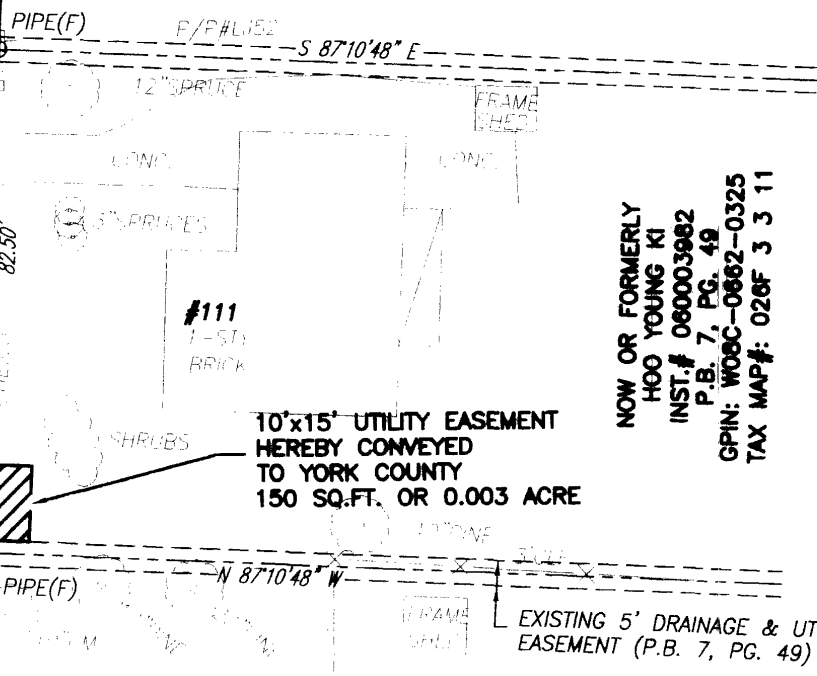 PIPE(F)
S 87°10'48" E
12"SPRUCE
FRAME
SHED
CONC.
CONC.
82.50'
3"SPRUCES
#111
1-STY
BRICK
NOW OR FORMERLY
HOO YOUNG KI
INST.# 060003982
P.B. 7, PG. 49
GPIN: W08C-0662-0325
TAX MAP#: 026F 3 3 11
SHRUBS
10'x15' UTILITY EASEMENT
HEREBY CONVEYED
TO YORK COUNTY
150 SQ.FT. OR 0.003 ACRE
PIPE(F)
N 87°10'48" W
FRAME
SHED
EXISTING 5' DRAINAGE & UT
EASEMENT (P.B. 7, PG. 49)